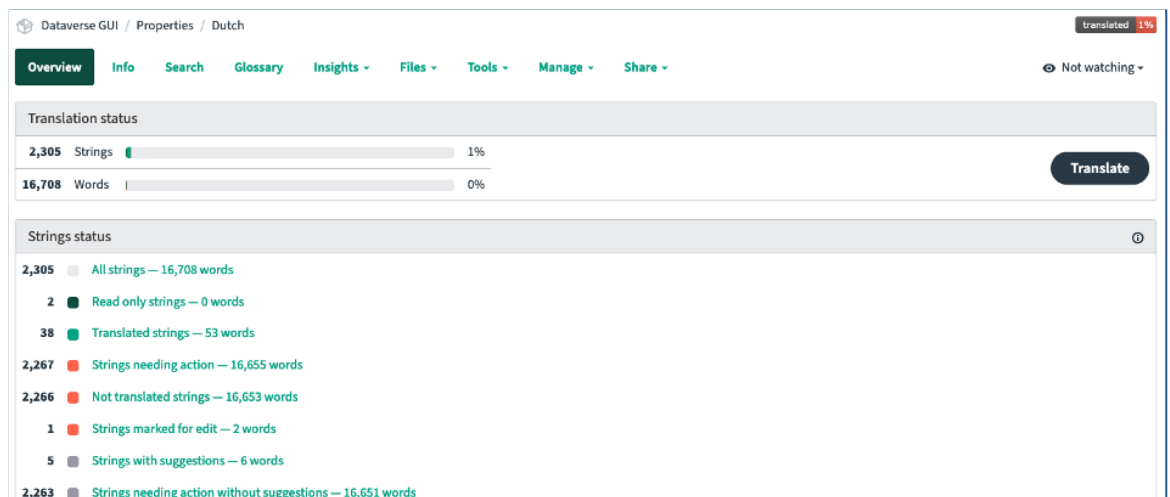 Dataverse GUI / Properties / Dutch translated 1%
Overview Info Search Glossary Insights Files Tools Manage Share Not watching
Translation status
2,305 Strings 1%
Translate
16,708 Words 0%
Strings status
2,305 All strings — 16,708 words
2 Read only strings — 0 words
38 Translated strings — 53 words
2,267 Strings needing action — 16,655 words
2,266 Not translated strings — 16,653 words
1 Strings marked for edit — 2 words
5 Strings with suggestions — 6 words
2,263 Strings needing action without suggestions — 16,651 words